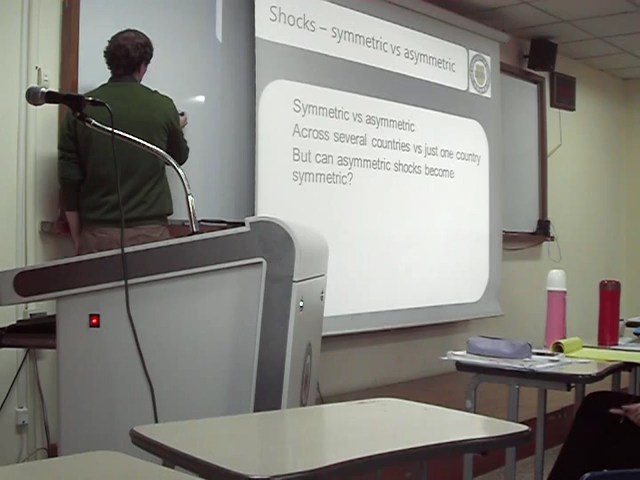 Shocks – symmetric vs asymmetric
Symmetric vs asymmetric
Across several countries vs just one country
But can asymmetric shocks become
symmetric?